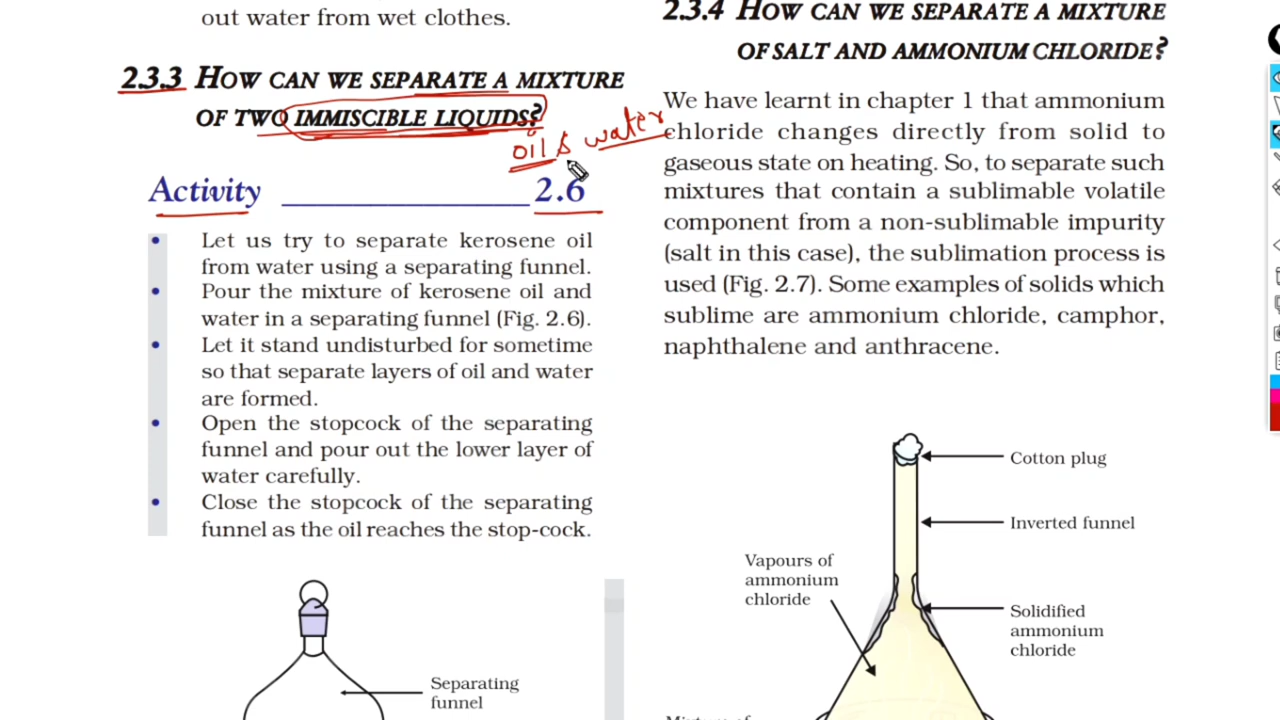 out water from wet clothes.
2.3.3 HOW CAN WE SEPARATE A MIXTURE
OF TWO IMMISCIBLE LIQUIDS?
oil & water
Activity ____________________ 2.6
• Let us try to separate kerosene oil
from water using a separating funnel.
• Pour the mixture of kerosene oil and
water in a separating funnel (Fig. 2.6).
• Let it stand undisturbed for sometime
so that separate layers of oil and water
are formed.
• Open the stopcock of the separating
funnel and pour out the lower layer of
water carefully.
• Close the stopcock of the separating
funnel as the oil reaches the stop-cock.
Separating
funnel
2.3.4 HOW CAN WE SEPARATE A MIXTURE
OF SALT AND AMMONIUM CHLORIDE?
We have learnt in chapter 1 that ammonium
chloride changes directly from solid to
gaseous state on heating. So, to separate such
mixtures that contain a sublimable volatile
component from a non-sublimable impurity
(salt in this case), the sublimation process is
used (Fig. 2.7). Some examples of solids which
sublime are ammonium chloride, camphor,
naphthalene and anthracene.
Cotton plug
Inverted funnel
Vapours of
ammonium
chloride
Solidified
ammonium
chloride
Mixture of